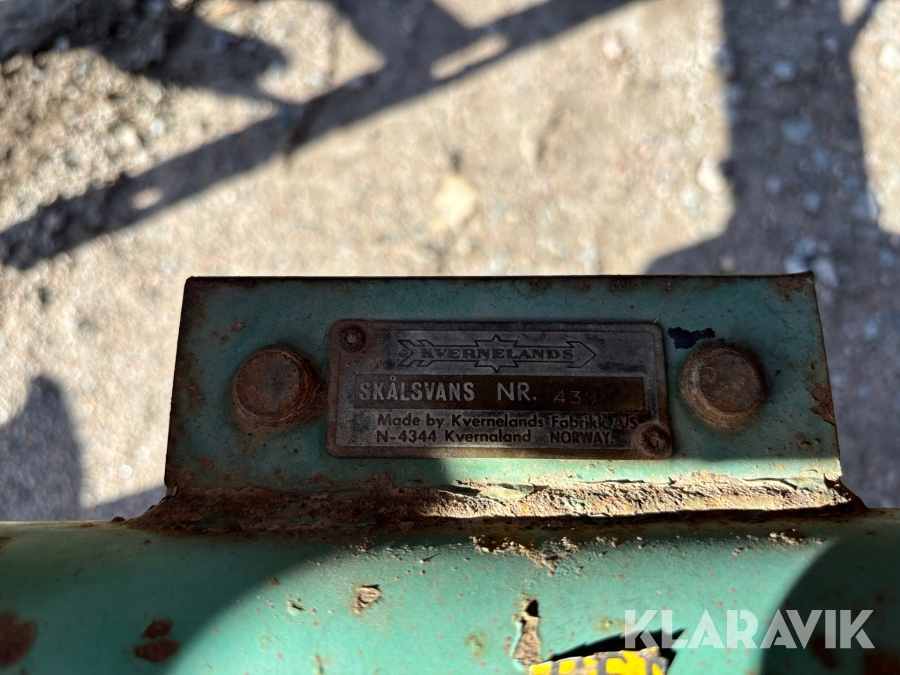 KVERNELANDS
SKÅLSVANS NR.
Made by Kvernelands Fabrikk A/S
N-4344 Kvernaland NORWAY.
KLARAVIK